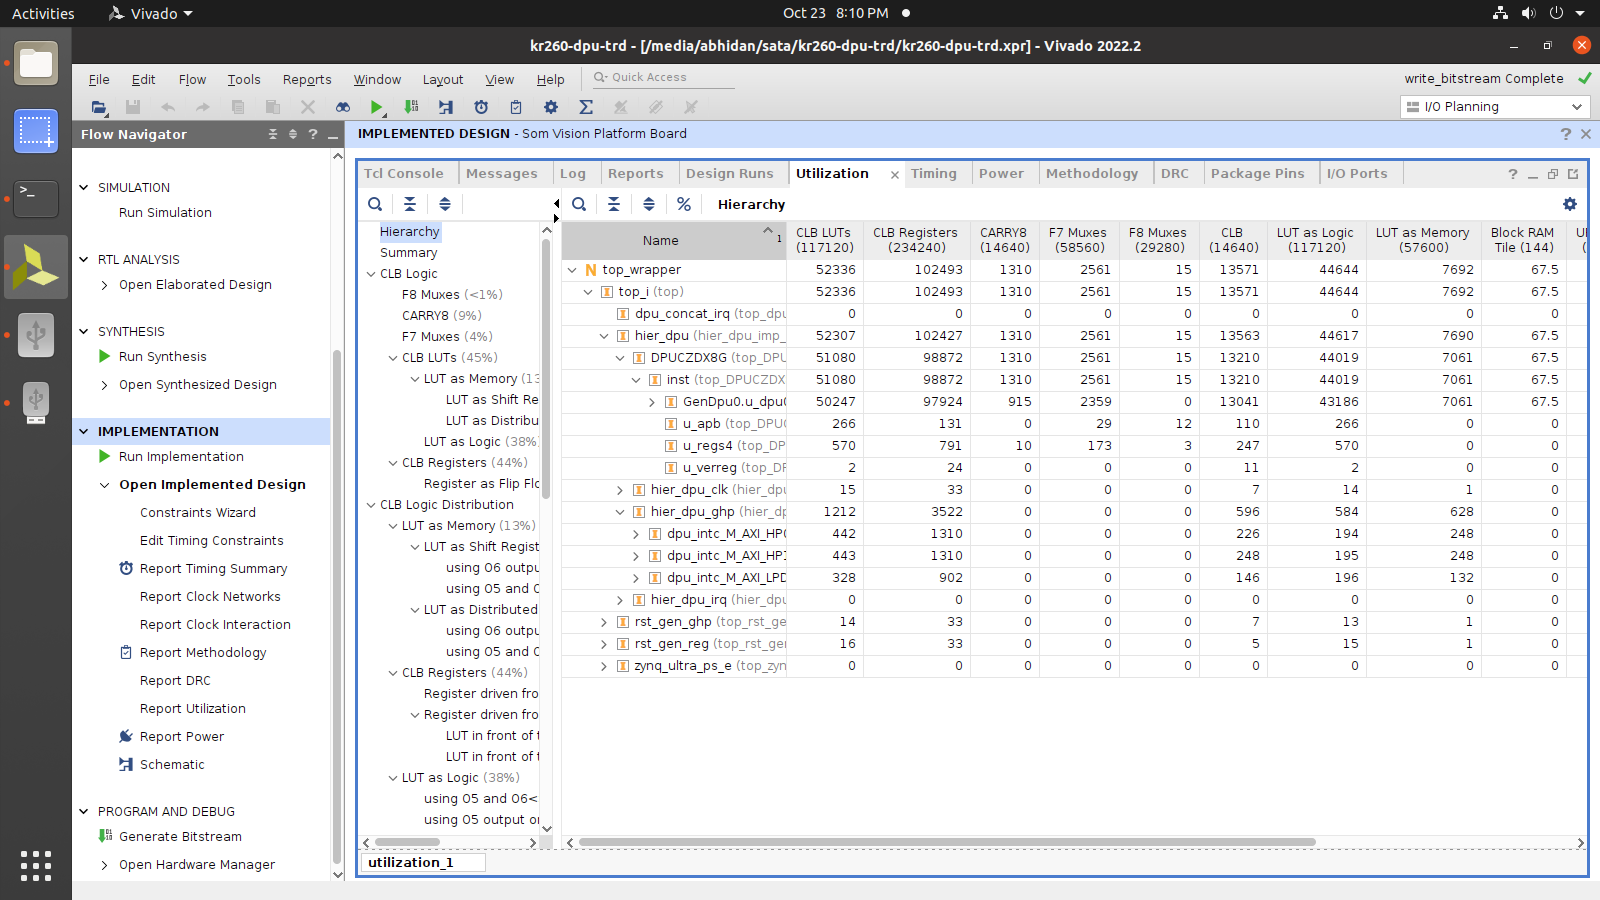 Activities Vivado Oct 23 8:10 PM
kr260-dpu-trd - [/media/abhidan/sata/kr260-dpu-trd/kr260-dpu-trd.xpr] - Vivado 2022.2
File Edit Flow Tools Reports Window Layout View Help Quick Access write_bitstream Complete
I/O Planning
Flow Navigator
SIMULATION
Run Simulation
RTL ANALYSIS
Open Elaborated Design
SYNTHESIS
Run Synthesis
Open Synthesized Design
IMPLEMENTATION
Run Implementation
Open Implemented Design
Constraints Wizard
Edit Timing Constraints
Report Timing Summary
Report Clock Networks
Report Clock Interaction
Report Methodology
Report DRC
Report Utilization
Report Power
Schematic
PROGRAM AND DEBUG
Generate Bitstream
Open Hardware Manager
IMPLEMENTED DESIGN - Som Vision Platform Board
Tcl Console Messages Log Reports Design Runs Utilization Timing Power Methodology DRC Package Pins I/O Ports
Hierarchy
Summary
CLB Logic
F8 Muxes (<1%)
CARRY8 (9%)
F7 Muxes (4%)
CLB LUTs (45%)
LUT as Memory (13
LUT as Shift Re
LUT as Distribu
LUT as Logic (38%)
CLB Registers (44%)
Register as Flip Flo
CLB Logic Distribution
LUT as Memory (13%)
LUT as Shift Regist
using O6 outpu
using O5 and O
LUT as Distributed
using O6 outpu
using O5 and O
CLB Registers (44%)
Register driven fro
Register driven fro
LUT in front of t
LUT in front of t
LUT as Logic (38%)
using O5 and O6<
using O5 output on
utilization_1
% Hierarchy
Name 1 CLB LUTs (117120) CLB Registers (234240) CARRY8 (14640) F7 Muxes (58560) F8 Muxes (29280) CLB (14640) LUT as Logic (117120) LUT as Memory (57600) Block RAM Tile (144) U
N top_wrapper 52336 102493 1310 2561 15 13571 44644 7692 67.5
top_i (top) 52336 102493 1310 2561 15 13571 44644 7692 67.5
dpu_concat_irq (top_dpu 0 0 0 0 0 0 0 0 0
hier_dpu (hier_dpu_imp_ 52307 102427 1310 2561 15 13563 44617 7690 67.5
DPUCZDX8G (top_DPU 51080 98872 1310 2561 15 13210 44019 7061 67.5
inst (top_DPUCZDX 51080 98872 1310 2561 15 13210 44019 7061 67.5
GenDpu0.u_dpu0 50247 97924 915 2359 0 13041 43186 7061 67.5
u_apb (top_DPUC 266 131 0 29 12 110 266 0 0
u_regs4 (top_DP 570 791 10 173 3 247 570 0 0
u_verreg (top_DP 2 24 0 0 0 11 2 0 0
hier_dpu_clk (hier_dpu 15 33 0 0 0 7 14 1 0
hier_dpu_ghp (hier_dp 1212 3522 0 0 0 596 584 628 0
dpu_intc_M_AXI_HP0 442 1310 0 0 0 226 194 248 0
dpu_intc_M_AXI_HP1 443 1310 0 0 0 248 195 248 0
dpu_intc_M_AXI_LPD 328 902 0 0 0 146 196 132 0
hier_dpu_irq (hier_dpu 0 0 0 0 0 0 0 0 0
rst_gen_ghp (top_rst_ge 14 33 0 0 0 7 13 1 0
rst_gen_reg (top_rst_gei 16 33 0 0 0 5 15 1 0
zynq_ultra_ps_e (top_zyn 0 0 0 0 0 0 0 0 0